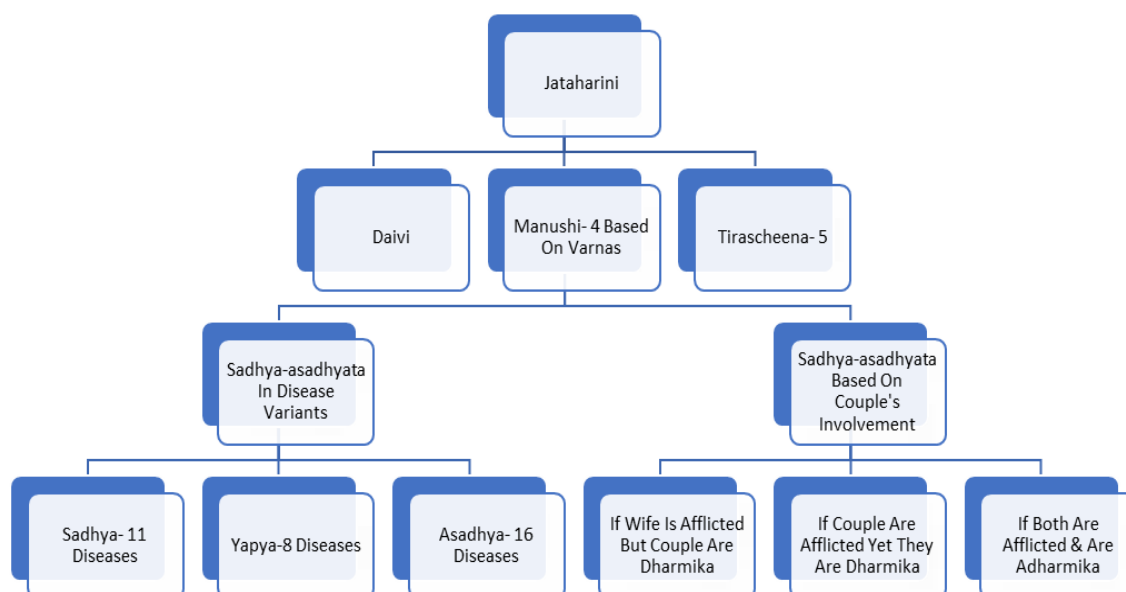 Jataharini
Daivi
Manushi- 4 Based
On Varnas
Tirascheena- 5
Sadhya-asadhyata
In Disease
Variants
Sadhya-asadhyata
Based On
Couple's
Involvement
Sadhya- 11
Diseases
Yapya-8 Diseases
Asadhya- 16
Diseases
If Wife Is Afflicted
But Couple Are
Dharmika
If Couple Are
Afflicted Yet They
Are Dharmika
If Both Are
Afflicted & Are
Adharmika